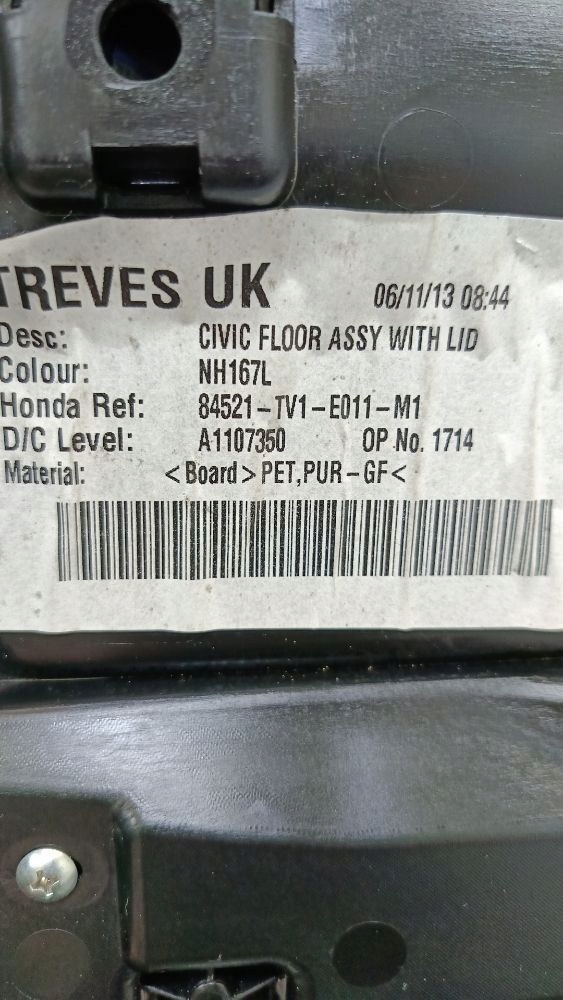 TREVES UK 06/11/13 08:44
Desc: CIVIC FLOOR ASSY WITH LID
Colour: NH167L
Honda Ref: 84521-TV1-E011-M1
D/C Level: A1107350 OP No. 1714
Material: <Board> PET,PUR-GF<